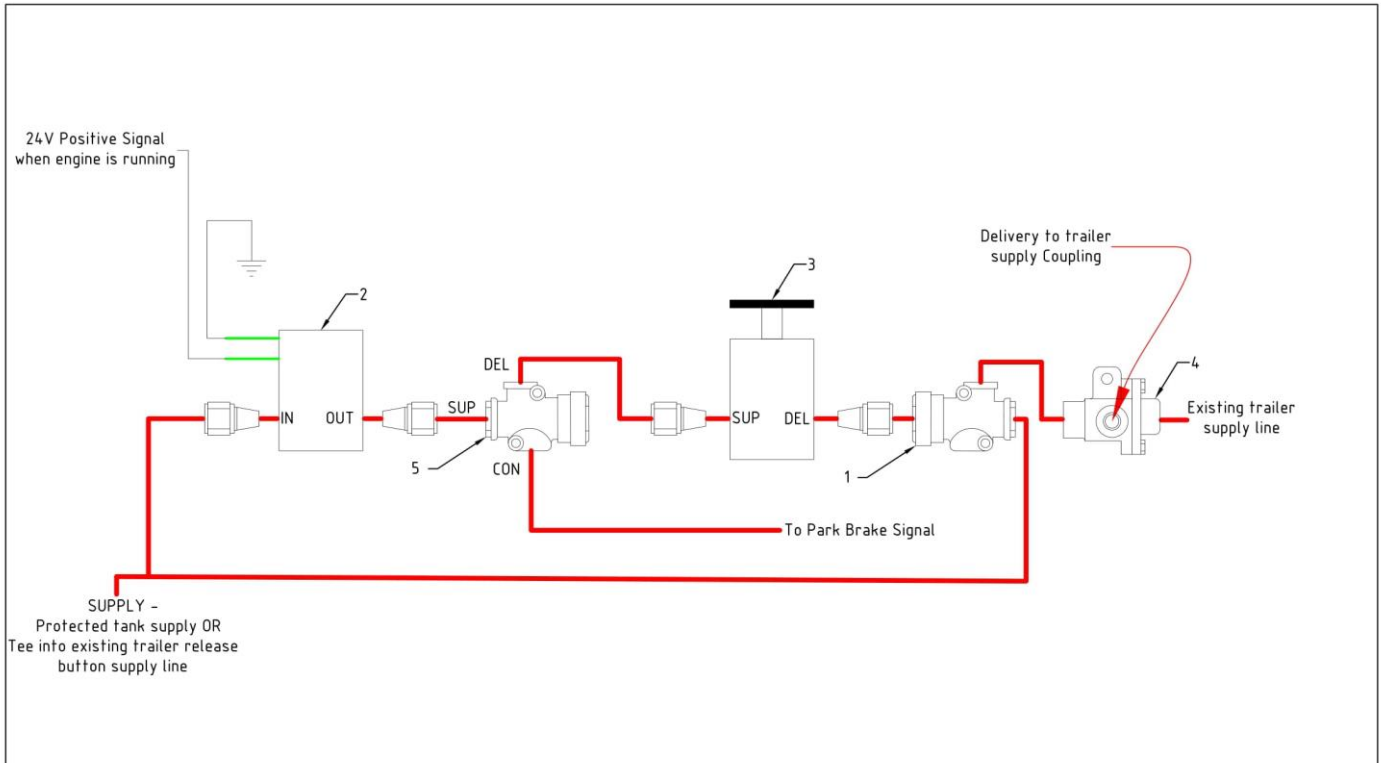 24V Positive Signal
when engine is running
2
3
Delivery to trailer
supply Coupling
4
DEL
SUP
IN
OUT
SUP
DEL
Existing trailer
supply line
5
CON
1
To Park Brake Signal
SUPPLY -
Protected tank supply OR
Tee into existing trailer release
button supply line